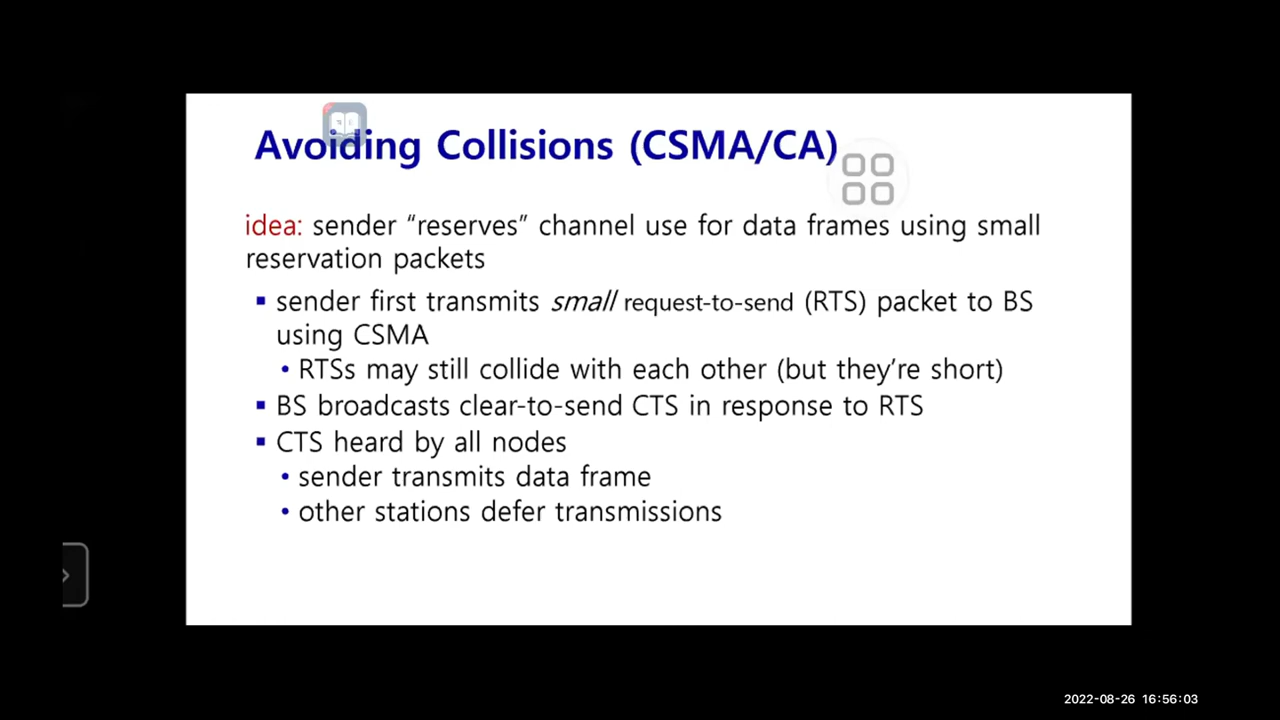 Avoiding Collisions (CSMA/CA)
idea: sender “reserves” channel use for data frames using small
reservation packets
▪ sender first transmits small request-to-send (RTS) packet to BS
using CSMA
• RTSs may still collide with each other (but they’re short)
▪ BS broadcasts clear-to-send CTS in response to RTS
▪ CTS heard by all nodes
• sender transmits data frame
• other stations defer transmissions
2022-08-26 16:56:03